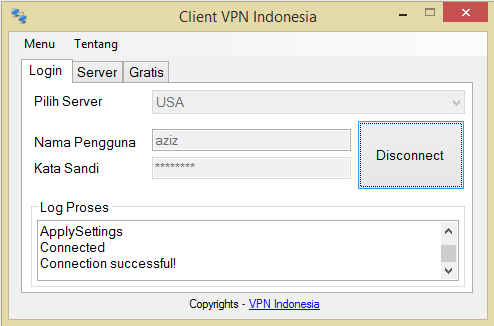 Client VPN Indonesia
Menu Tentang
Login Server Gratis
Pilih Server USA
Nama Pengguna aziz
Kata Sandi ********
Disconnect
Log Proses
ApplySettings
Connected
Connection successful!
Copyrights - VPN Indonesia